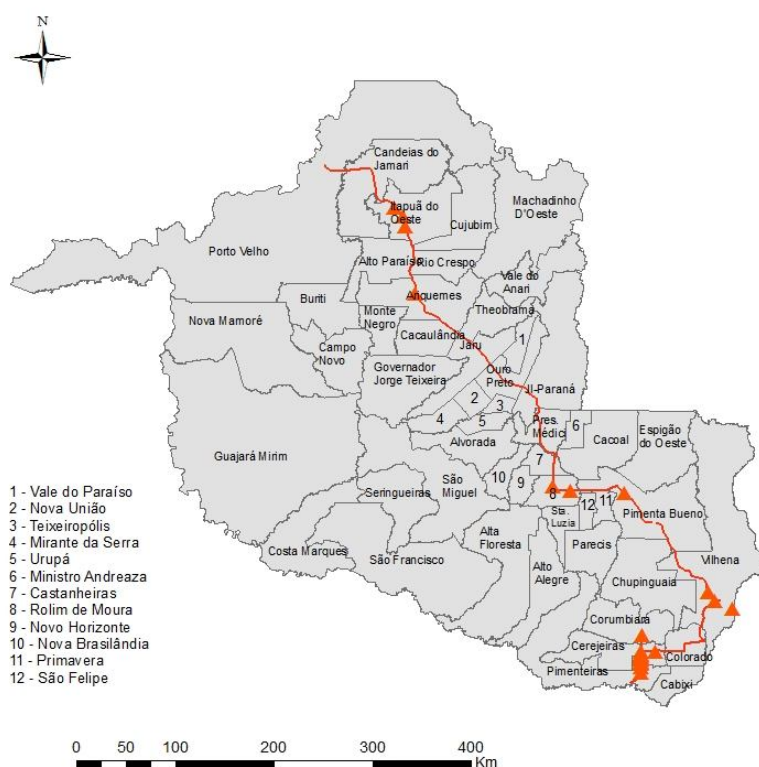 N
Candeias do
Jamari
Itapuã do
Oeste
Machadinho
D'Oeste
Cujubim
Porto Velho
Alto Paraíso
Rio Crespo
Vale do
Anari
Buriti
Ariquemes
Monte
Negro
Theobrama
Nova Mamoré
Cacaulândia
Jaru
1
Campo
Novo
Governador
Jorge Teixeira
Ouro
Preto
Ji-Paraná
2
3
4
5
Pres.
Médici
6
Cacoal
Espigão
do Oeste
Alvorada
Guajará Mirim
7
10
9
8
São
Miguel
Seringueiras
Sta.
Luzia
12
11
Pimenta Bueno
Alta
Floresta
Parecis
Costa Marques
São Francisco
Alto
Alegre
Vilhena
Chupinguaia
Corumbiara
Cerejeiras
Colorado
Pimenteiras
Cabixi
1 - Vale do Paraíso
2 - Nova União
3 - Teixeirópolis
4 - Mirante da Serra
5 - Urupá
6 - Ministro Andreaza
7 - Castanheiras
8 - Rolim de Moura
9 - Novo Horizonte
10 - Nova Brasilândia
11 - Primavera
12 - São Felipe
0 50 100 200 300 400
Km